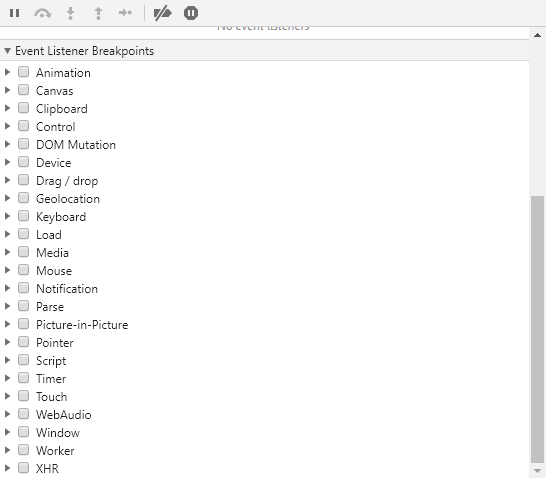 No event listeners
Event Listener Breakpoints
Animation
Canvas
Clipboard
Control
DOM Mutation
Device
Drag / drop
Geolocation
Keyboard
Load
Media
Mouse
Notification
Parse
Picture-in-Picture
Pointer
Script
Timer
Touch
WebAudio
Window
Worker
XHR